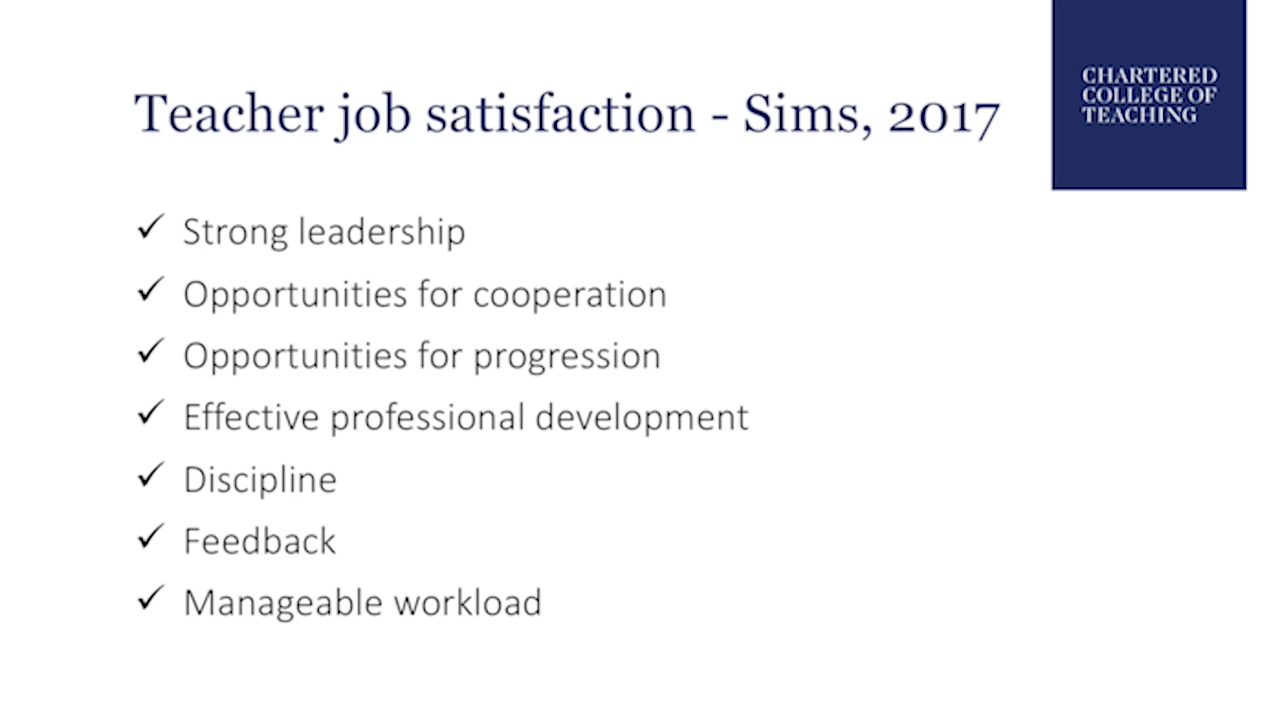 Teacher job satisfaction - Sims, 2017
CHARTERED
COLLEGE OF
TEACHING
✓ Strong leadership
✓ Opportunities for cooperation
✓ Opportunities for progression
✓ Effective professional development
✓ Discipline
✓ Feedback
✓ Manageable workload